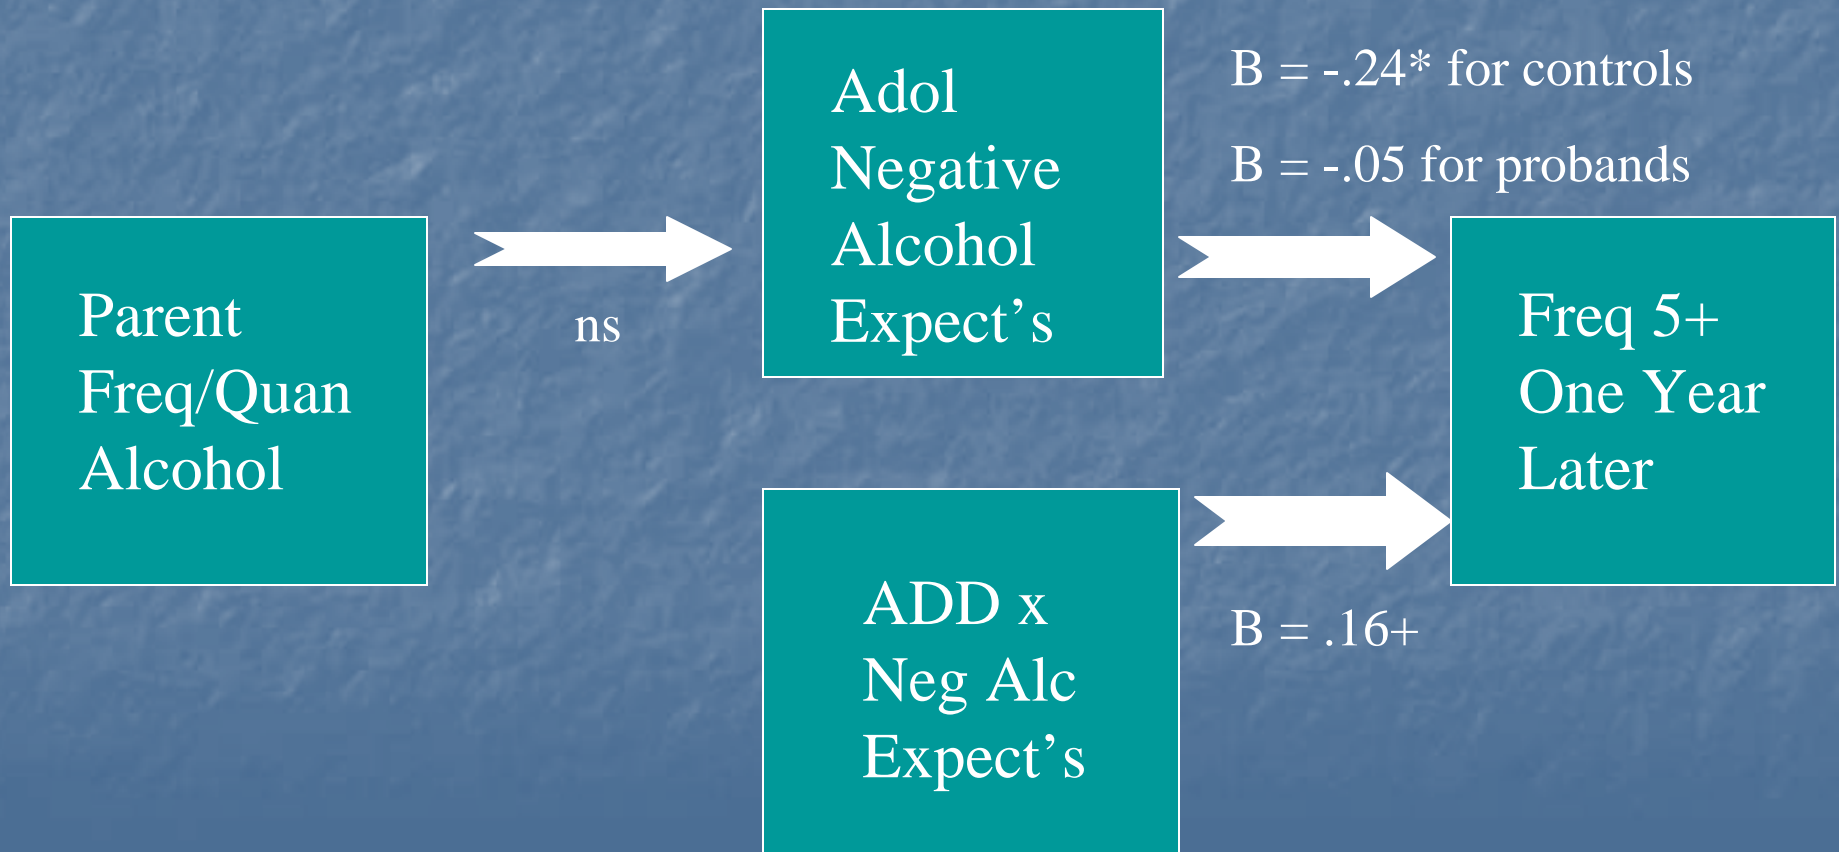 Parent
Freq/Quan
Alcohol
ns
Adol
Negative
Alcohol
Expect’s
B = -.24* for controls
B = -.05 for probands
ADD x
Neg Alc
Expect’s
B = .16+
Freq 5+
One Year
Later